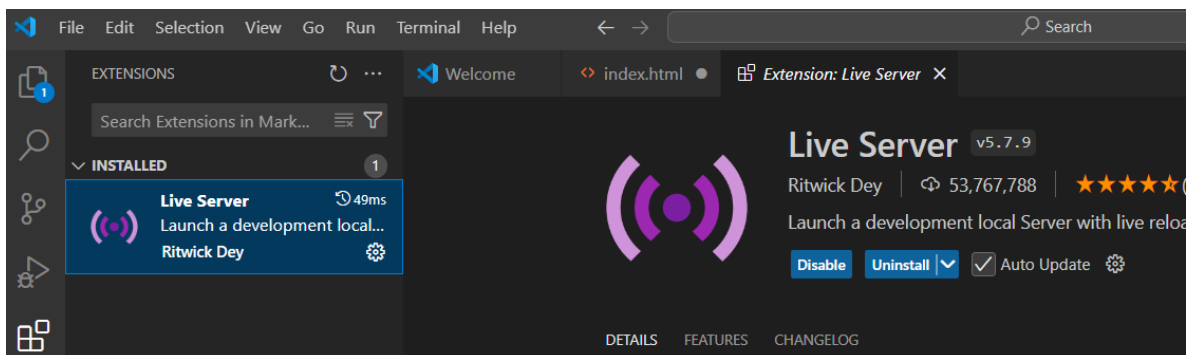 File Edit Selection View Go Run Terminal Help Search
EXTENSIONS
Search Extensions in Mark...
INSTALLED 1
Live Server 49ms
Launch a development local...
Ritwick Dey
1
Welcome index.html Extension: Live Server
Live Server v5.7.9
Ritwick Dey 53,767,788 (
Launch a development local Server with live reloa
Disable Uninstall Auto Update
DETAILS FEATURES CHANGELOG